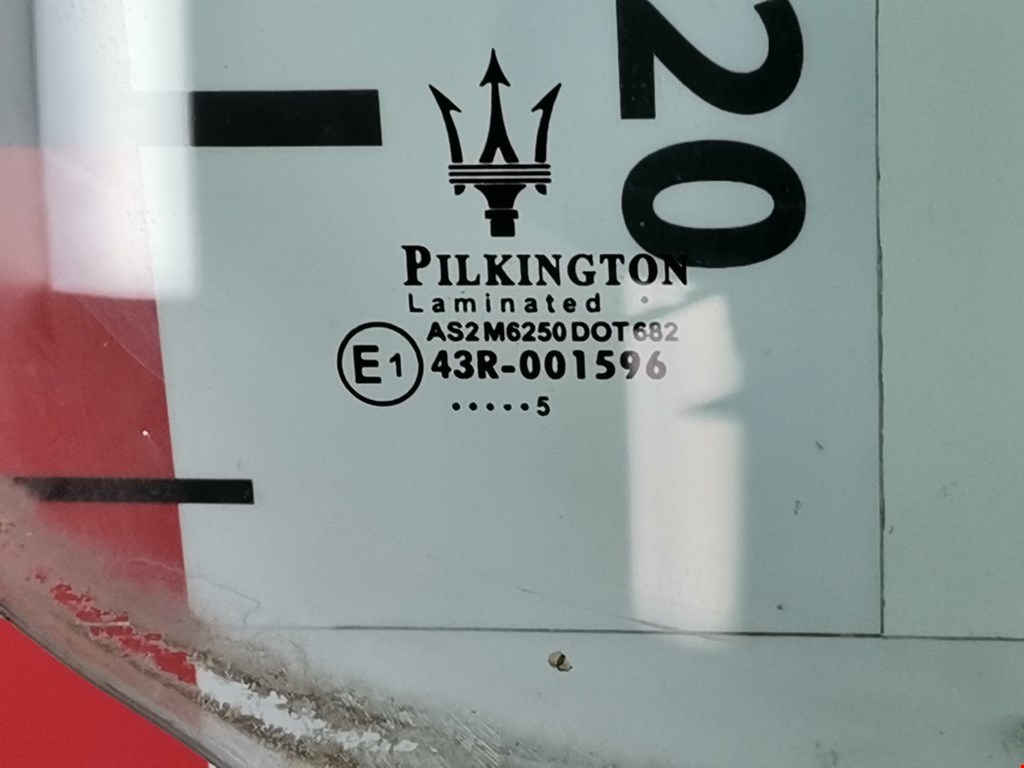 20
PILKINGTON
Laminated
AS2 M6250 DOT 682
E1 43R-001596
.....5